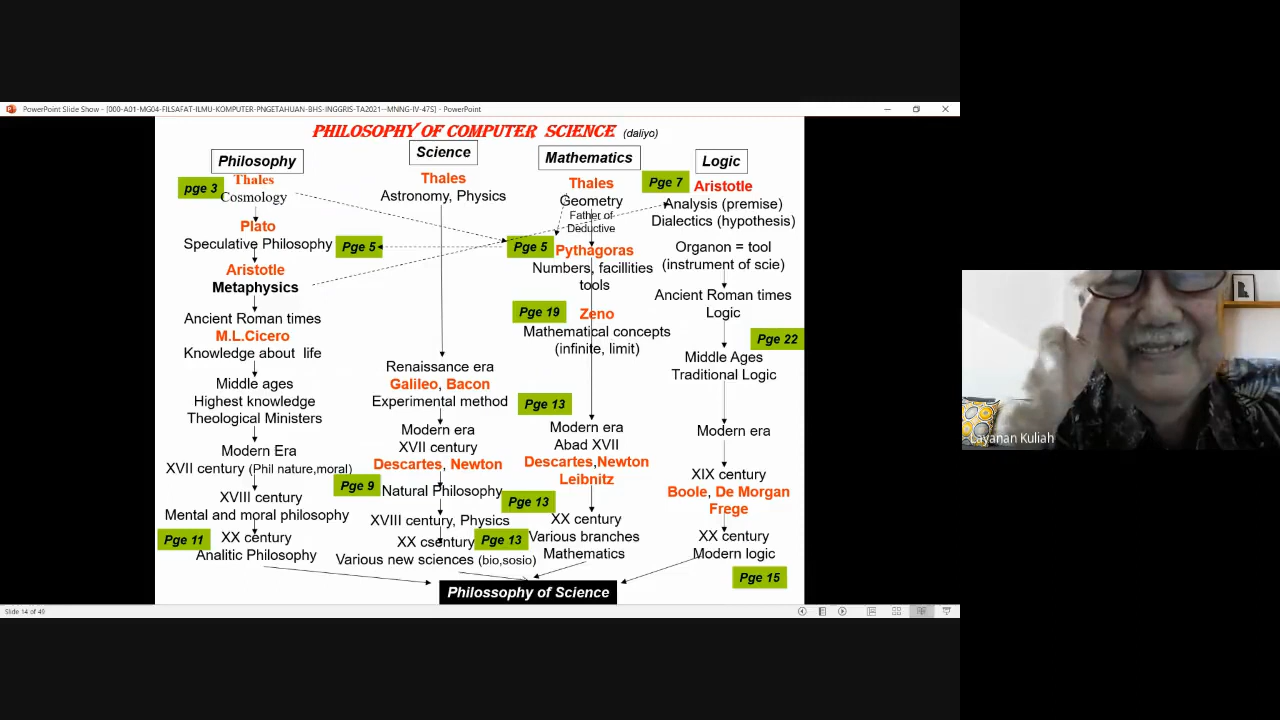 PowerPoint Slide Show - [000-A01-MG04-FILSAFAT-ILMU-KOMPUTER-PNGETAHUAN-BHS-INGGRIS-TA2021--MNNG-IV-47S] - PowerPoint
PHILOSOPHY OF COMPUTER SCIENCE (daliyo)
Philosophy
pge 3
Thales
Cosmology
Plato
Speculative Philosophy
Pge 5
Aristotle
Metaphysics
Ancient Roman times
M.L.Cicero
Knowledge about life
Middle ages
Highest knowledge
Theological Ministers
Modern Era
XVII century (Phil nature,moral)
XVIII century
Mental and moral philosophy
Pge 11
XX century
Analitic Philosophy
Science
Thales
Astronomy, Physics
Renaissance era
Galileo, Bacon
Experimental method
Modern era
XVII century
Descartes, Newton
Pge 9
Natural Philosophy
XVIII century, Physics
XX csentury
Pge 13
Various new sciences (bio,sosio)
Mathematics
Thales
Geometry
Father of
Deductive
Pge 5
Pythagoras
Numbers, facillities
tools
Pge 19
Zeno
Mathematical concepts
(infinite, limit)
Pge 13
Modern era
Abad XVII
Descartes,Newton
Leibnitz
Pge 13
XX century
Various branches
Mathematics
Logic
Pge 7
Aristotle
Analysis (premise)
Dialectics (hypothesis)
Organon = tool
(instrument of scie)
Ancient Roman times
Logic
Pge 22
Middle Ages
Traditional Logic
Modern era
XIX century
Boole, De Morgan
Frege
XX century
Modern logic
Pge 15
Philossophy of Science
Slide 14 of 49
Layanan Kuliah